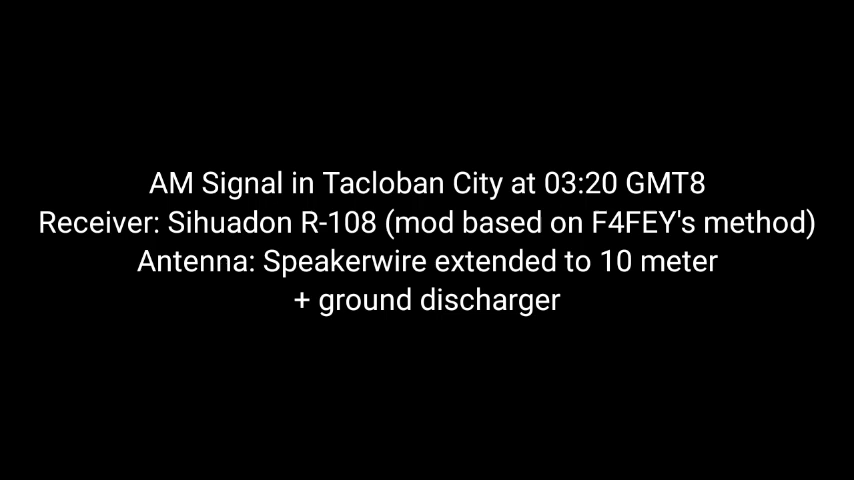 AM Signal in Tacloban City at 03:20 GMT8
Receiver: Sihuadon R-108 (mod based on F4FEY's method)
Antenna: Speakerwire extended to 10 meter
+ ground discharger